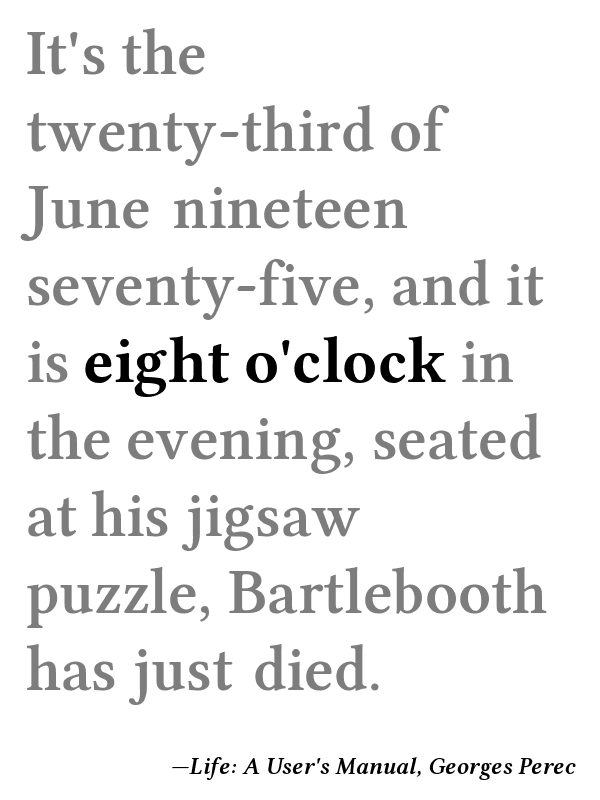 It's the
twenty-third of
June nineteen
seventy-five, and it
is eight o'clock in
the evening, seated
at his jigsaw
puzzle, Bartlebooth
has just died.
—Life: A User's Manual, Georges Perec